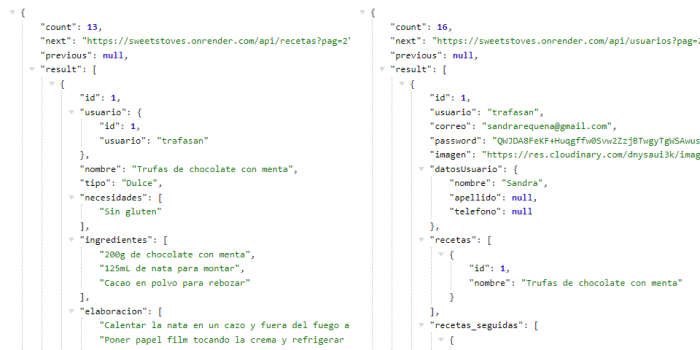 {
"count": 13,
"next": "https://sweetstoves.onrender.com/api/recetas?pag=2"
"previous": null,
"result": [
{
"id": 1,
"usuario": {
"id": 1,
"usuario": "trafasan"
},
"nombre": "Trufas de chocolate con menta",
"tipo": "Dulce",
"necesidades": [
"Sin gluten"
],
"ingredientes": [
"200g de chocolate con menta",
"125mL de nata para montar",
"Cacao en polvo para rebozar"
],
"elaboracion": [
"Calentar la nata en un cazo y fuera del fuego a
"Poner papel film tocando la crema y refrigerar
{
"count": 16,
"next": "https://sweetstoves.onrender.com/api/usuarios?pag=2
"previous": null,
"result": [
{
"id": 1,
"usuario": "trafasan",
"correo": "sandrarequena@gmail.com",
"password": "QWJDA8FeKF+Huqgffw0Svw2ZzjBTwgyTgWSAwus
"imagen": "https://res.cloudinary.com/dnysaui3k/imag
"datosUsuario": {
"nombre": "Sandra",
"apellido": null,
"telefono": null
},
"recetas": [
{
"id": 1,
"nombre": "Trufas de chocolate con menta"
}
],
"recetas_seguidas": [
{